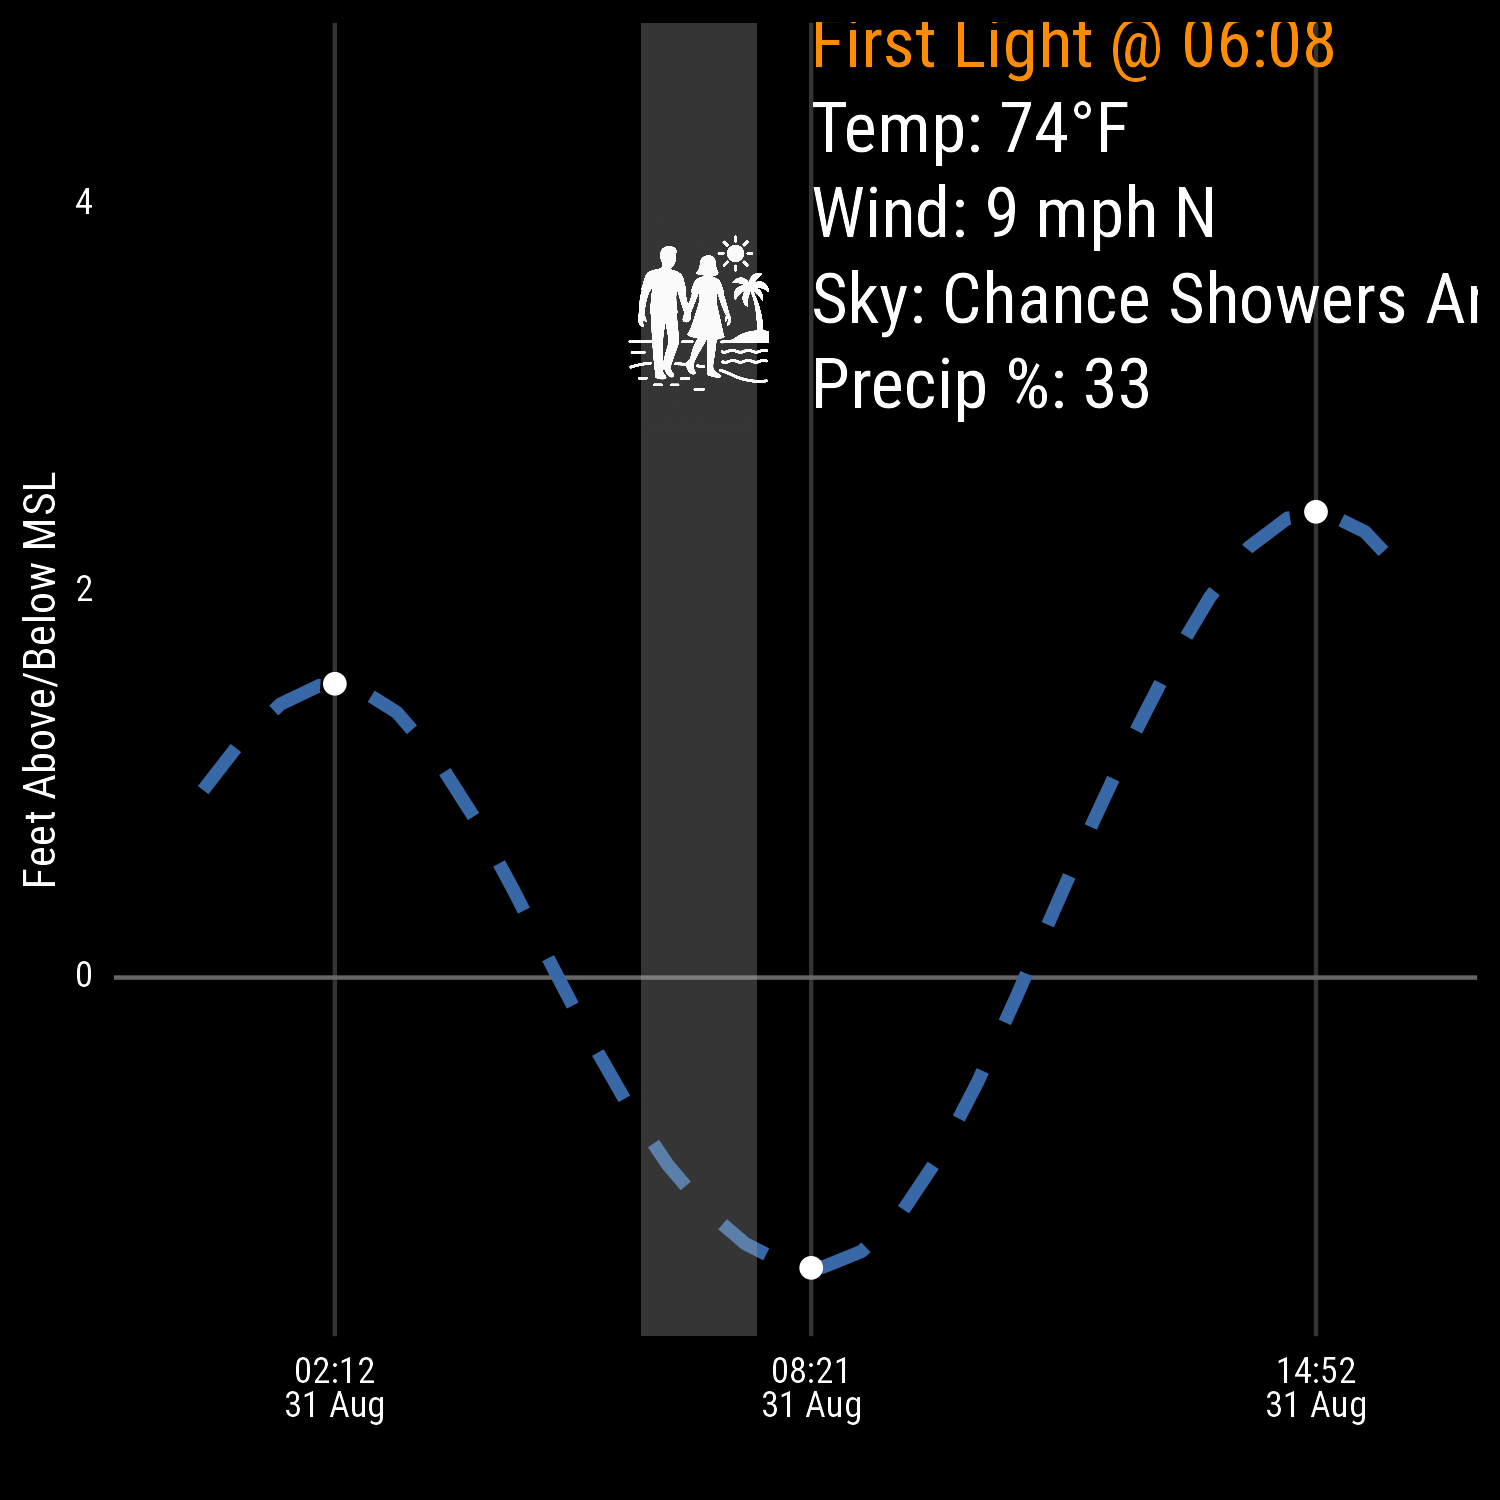 First Light @ 06:08
Temp: 74°F
Wind: 9 mph N
Sky: Chance Showers
Precip %: 33
4
2
0
Feet Above/Below MSL
02:12
31 Aug
08:21
31 Aug
14:52
31 Aug